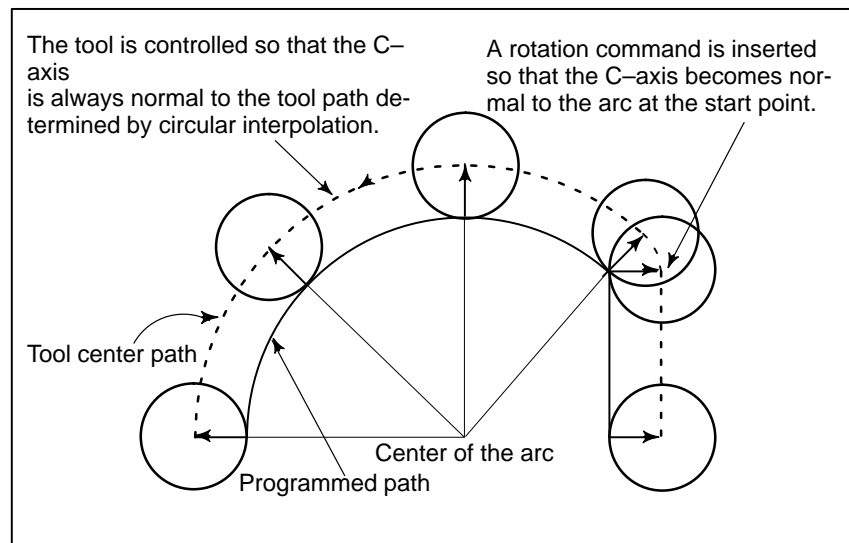 The tool is controlled so that the C–
axis
is always normal to the tool path de-
termined by circular interpolation.
A rotation command is inserted
so that the C–axis becomes nor-
mal to the arc at the start point.
Tool center path
Center of the arc
Programmed path